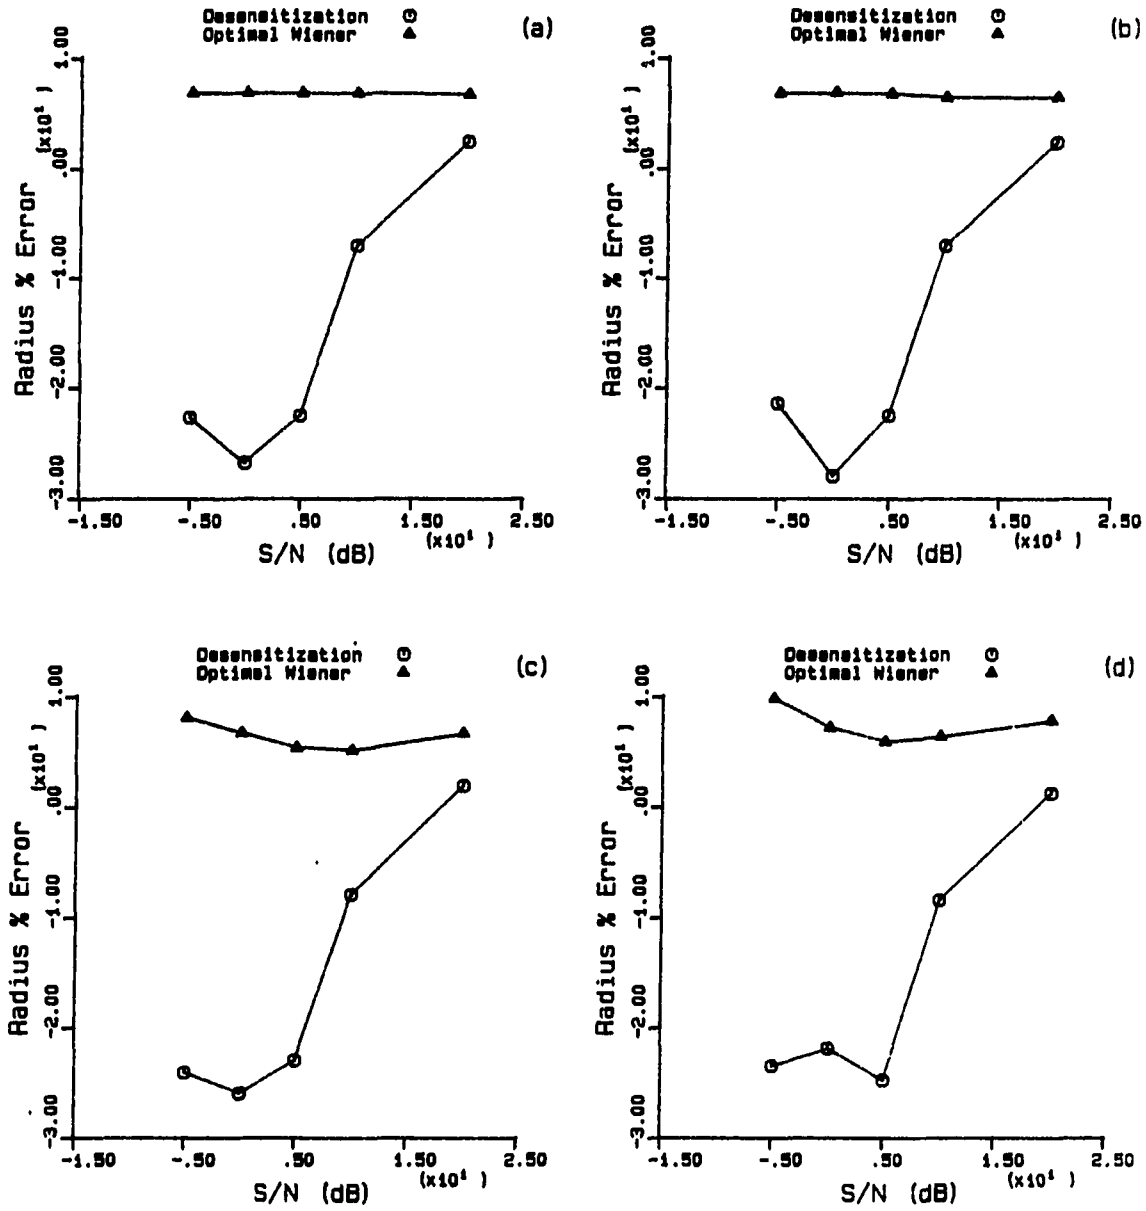 Desensitization
Optimal Wiener
(a)
1.00
.00
-1.00
-2.00
-3.00
(x10¹ )
Radius % Error
-1.50
-.50
.50
1.50
2.50
(x10¹ )
S/N (dB)
Desensitization
Optimal Wiener
(b)
1.00
.00
-1.00
-2.00
-3.00
(x10¹ )
Radius % Error
-1.50
-.50
.50
1.50
2.50
(x10¹ )
S/N (dB)
Desensitization
Optimal Wiener
(c)
1.00
.00
-1.00
-2.00
-3.00
(x10¹ )
Radius % Error
-1.50
-.50
.50
1.50
2.50
(x10¹ )
S/N (dB)
Desensitization
Optimal Wiener
(d)
1.00
.00
-1.00
-2.00
-3.00
(x10¹ )
Radius % Error
-1.50
-.50
.50
1.50
2.50
(x10¹ )
S/N (dB)